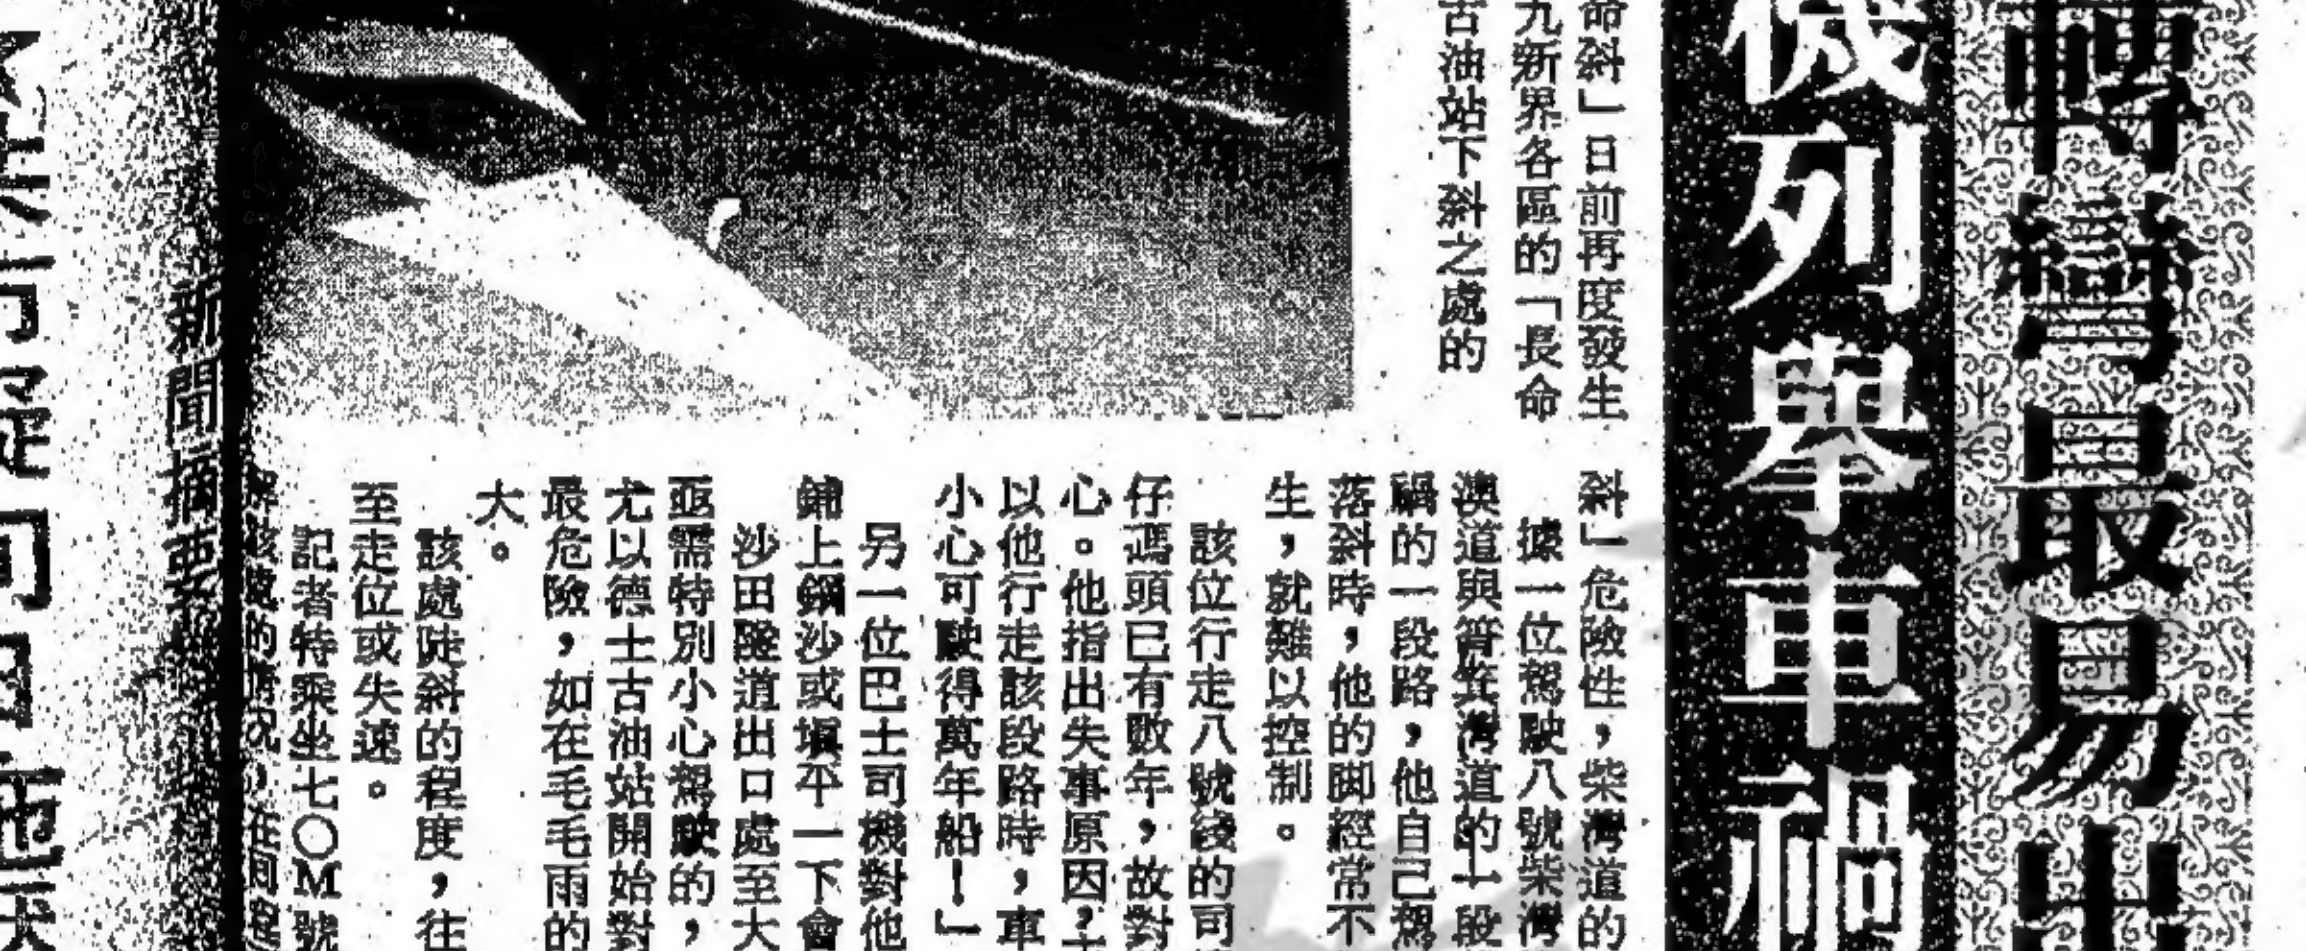 轉彎最易出
機列舉車禍
命斜」日前再度發生
九新界各區的「長命
古油站下斜之處的
斜」危險性，柴灣道的
據一位駕駛八號柴灣
澳道與筲箕灣道的一段
禍的一段路，他自己駕
落斜時，他的脚經常不
生，就難以控制。
該位行走八號綫的司
仔碼頭已有數年，故對
心。他指出失事原因，
以他行走該段路時，車
小心可駛得萬年船！」
另一位巴士司機對他
鋪上鋼沙或塡平一下會
沙田隧道出口處至大
亟需特別小心駕駛的，
尤以德士古油站開始對
最危險，如在毛毛雨的
大。
該處陡斜的程度，往
至走位或失速。
記者特乘坐七〇M號
新聞摘要